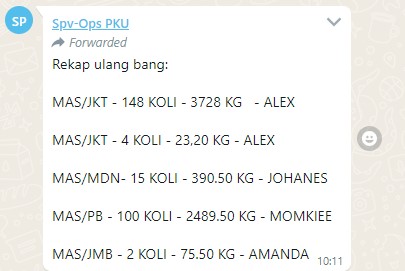 SP
Spv-Ops PKU
Forwarded
Rekap ulang bang:
MAS/JKT - 148 KOLI - 3728 KG - ALEX
MAS/JKT - 4 KOLI - 23,20 KG - ALEX
MAS/MDN- 15 KOLI - 390.50 KG - JOHANES
MAS/PB - 100 KOLI - 2489.50 KG - MOMKIEE
MAS/JMB - 2 KOLI - 75.50 KG - AMANDA
10:11